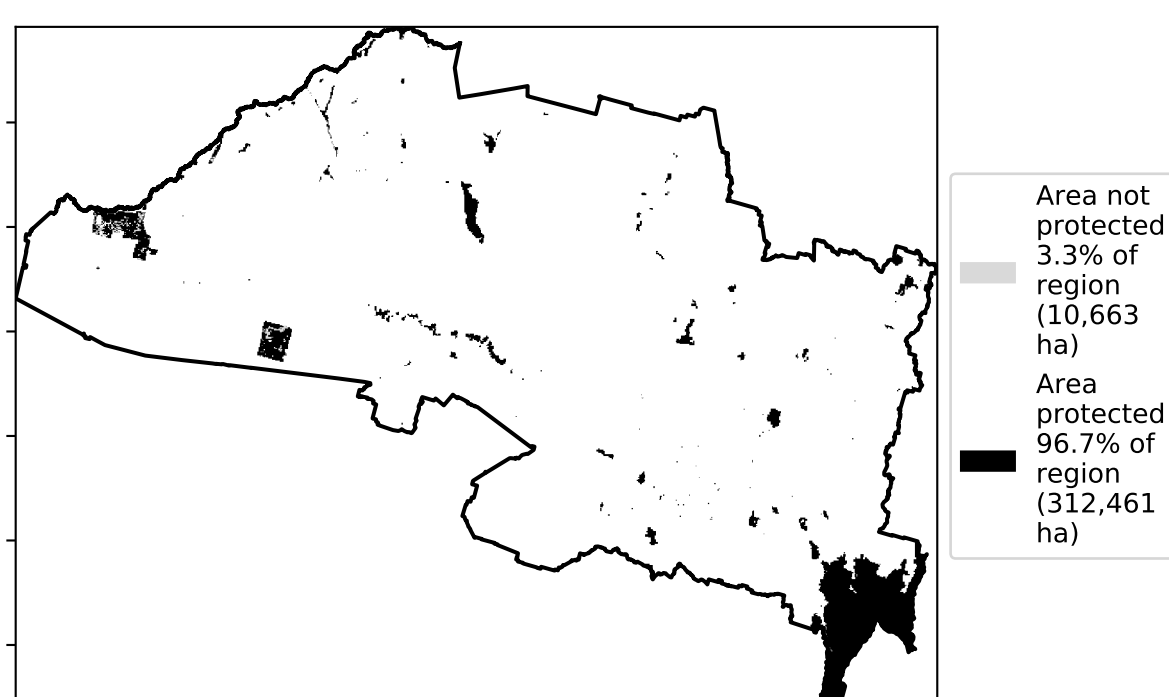 Area not
protected
3.3% of
region
(10,663
ha)
Area
protected
96.7% of
region
(312,461
ha)